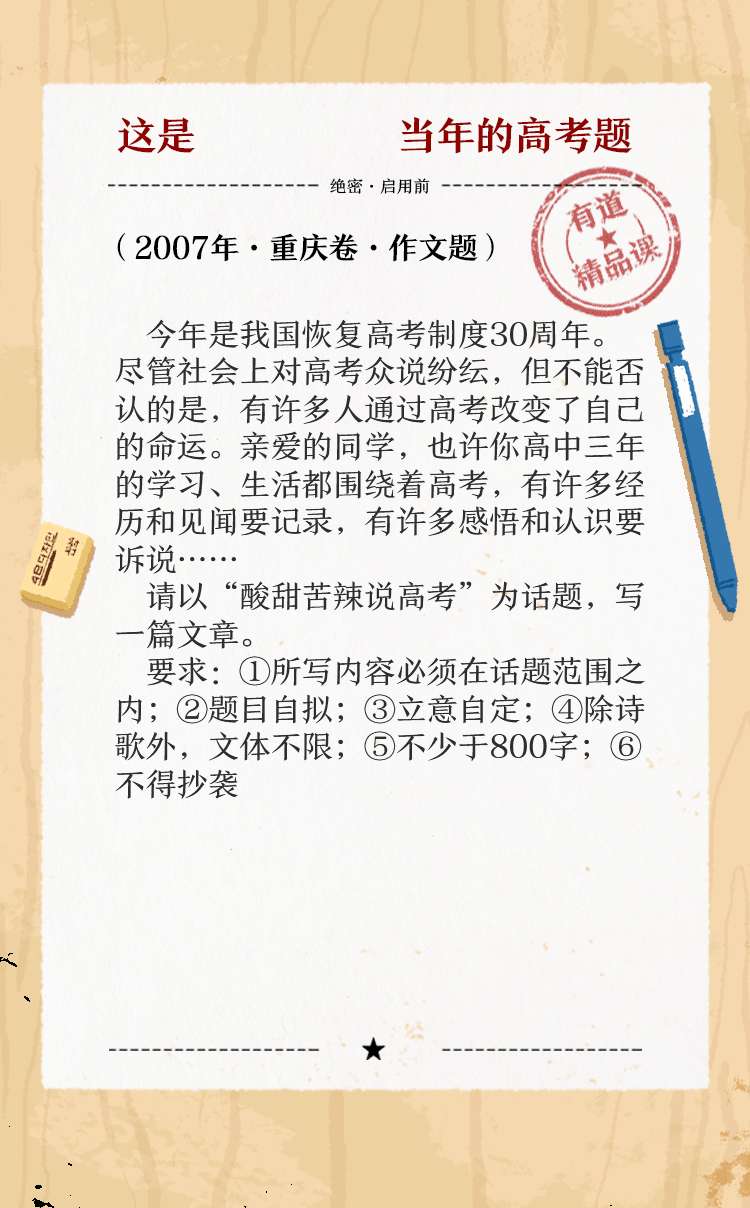 这是 当年的高考题
绝密·启用前
有道
精品课
（2007年·重庆卷·作文题）
今年是我国恢复高考制度30周年。
尽管社会上对高考众说纷纭，但不能否
认的是，有许多人通过高考改变了自己
的命运。亲爱的同学，也许你高中三年
的学习、生活都围绕着高考，有许多经
历和见闻要记录，有许多感悟和认识要
诉说……
请以“酸甜苦辣说高考”为话题，写
一篇文章。
要求：①所写内容必须在话题范围之
内；②题目自拟；③立意自定；④除诗
歌外，文体不限；⑤不少于800字；⑥
不得抄袭